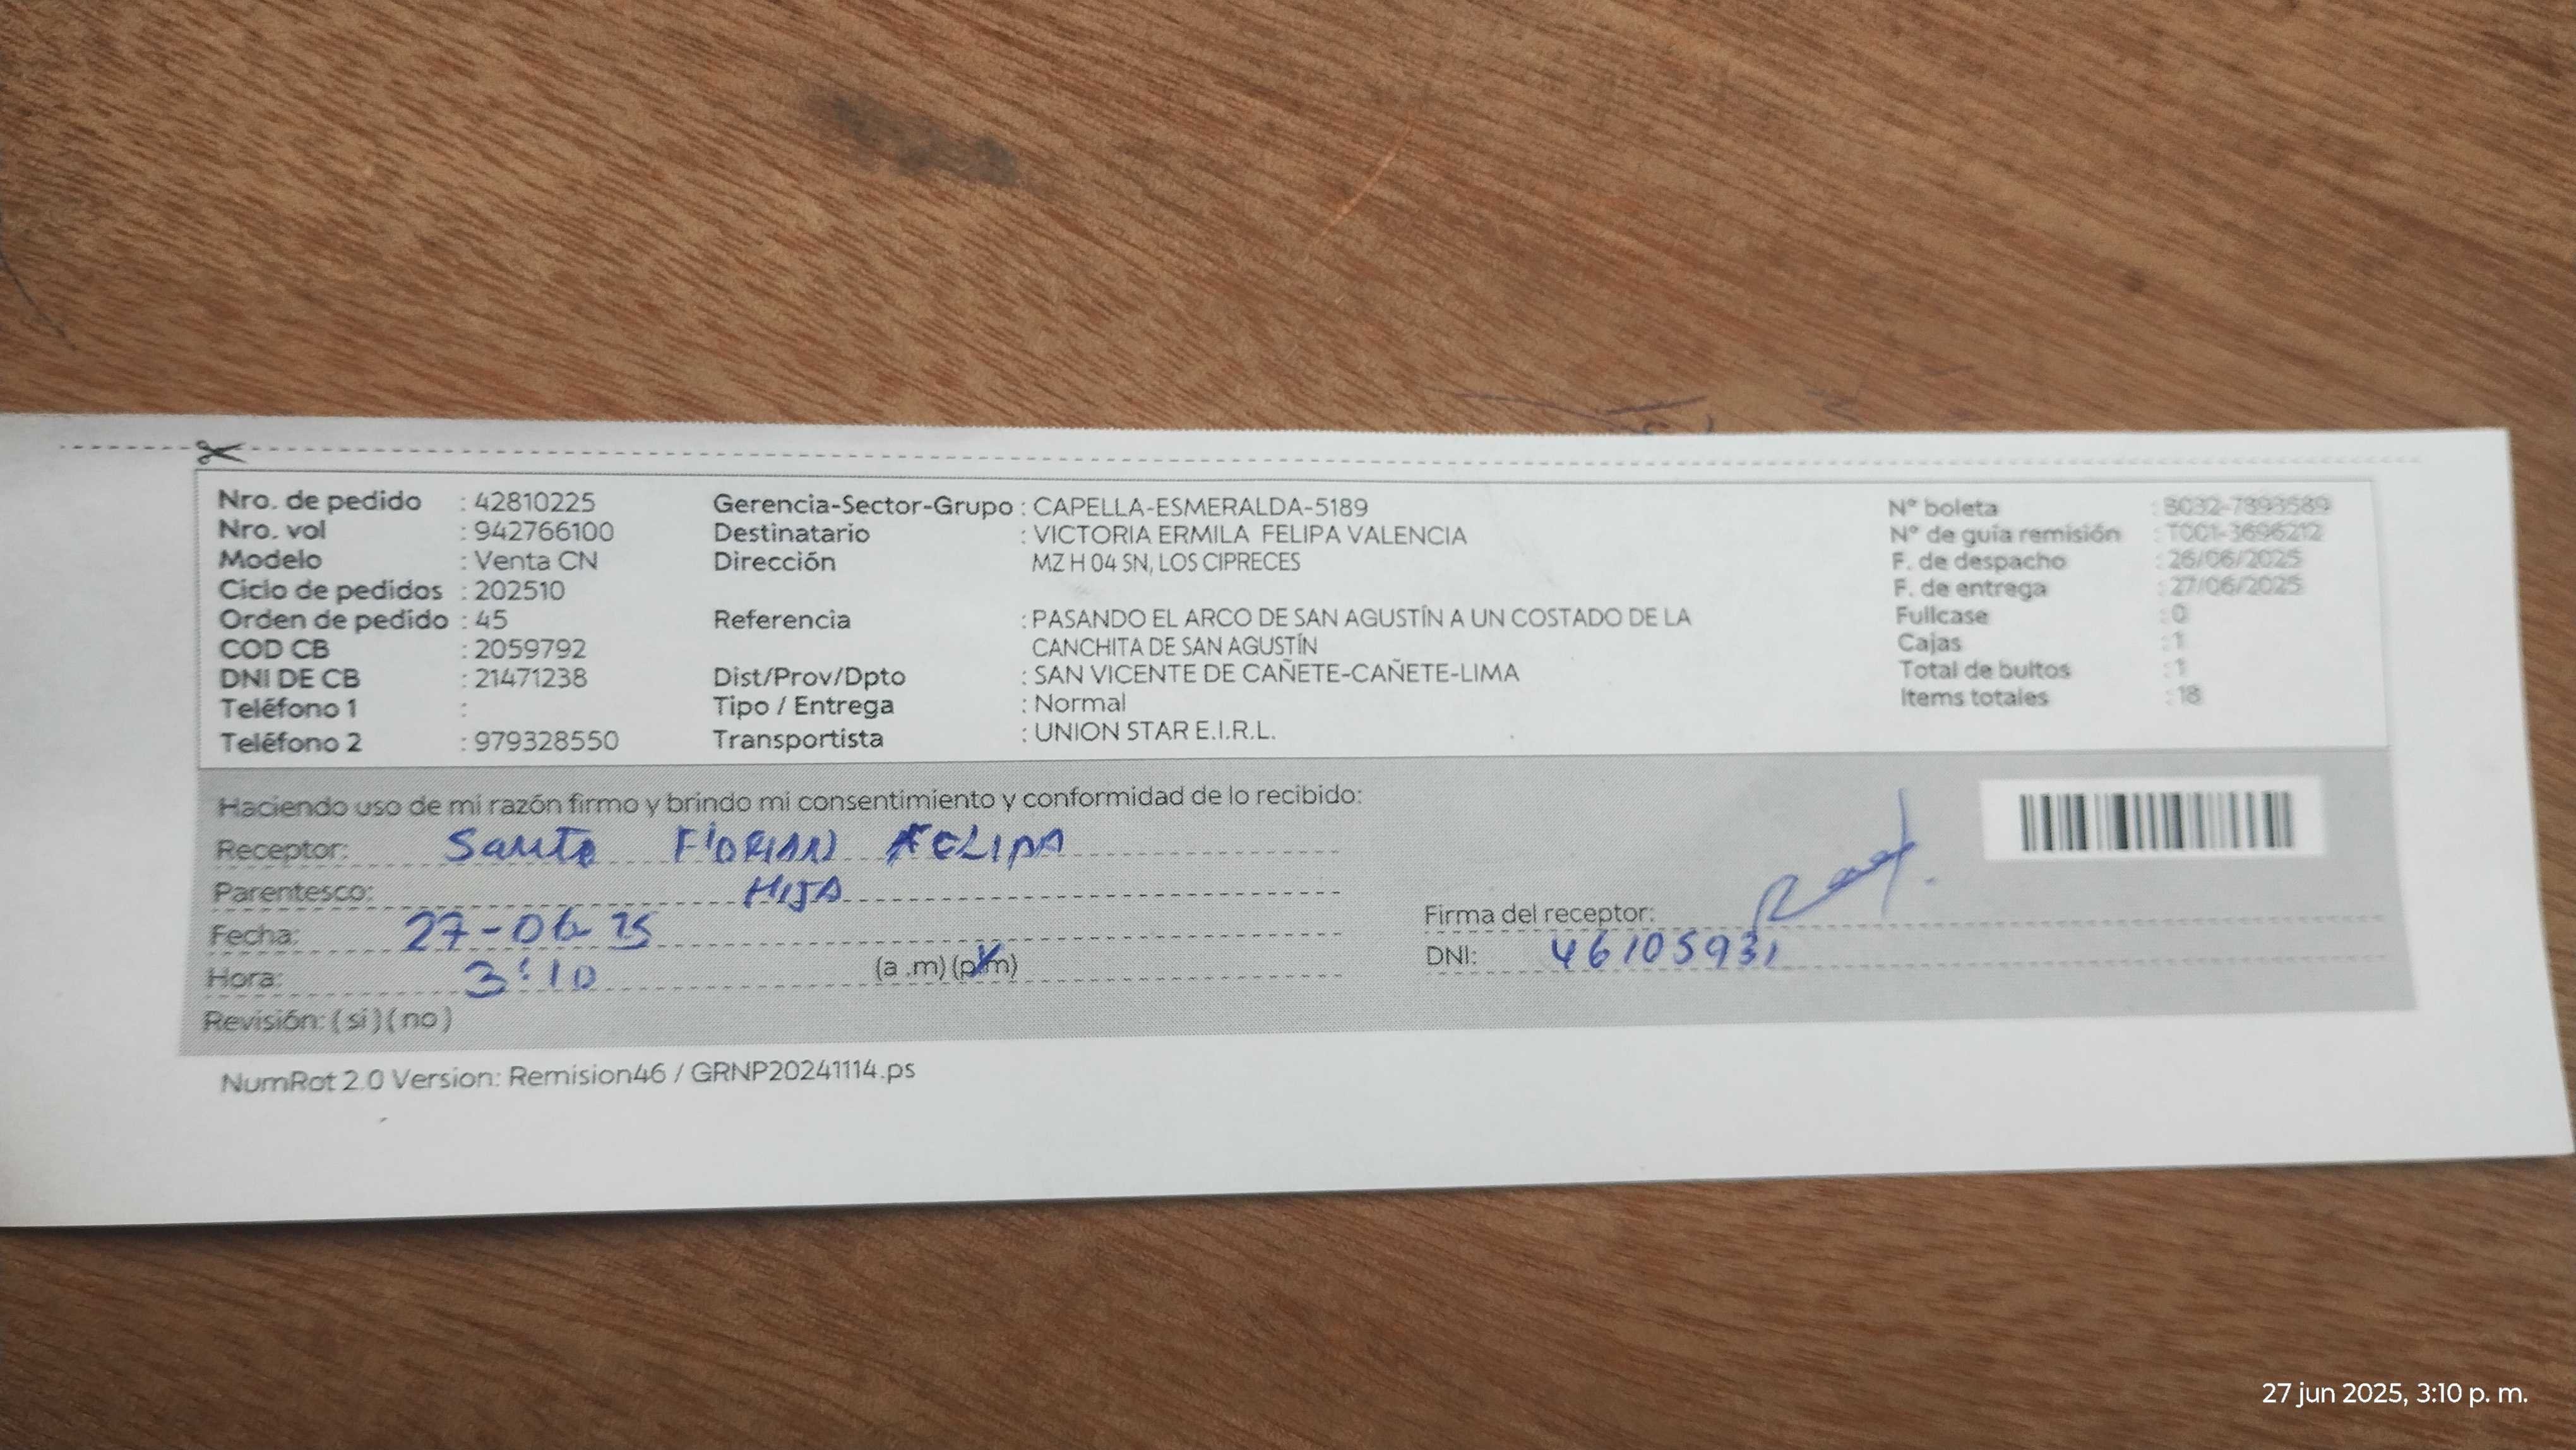 Nro. de pedido : 42810225
Nro. vol : 942766100
Modelo : Venta CN
Ciclo de pedidos : 202510
Orden de pedido : 45
COD CB : 2059792
DNI DE CB : 21471238
Teléfono 1 :
Teléfono 2 : 979328550
Gerencia-Sector-Grupo : CAPELLA-ESMERALDA-5189
Destinatario : VICTORIA ERMILA FELIPA VALENCIA
Dirección MZ H 04 SN, LOS CIPRECES
Referencia : PASANDO EL ARCO DE SAN AGUSTÍN A UN COSTADO DE LA
CANCHITA DE SAN AGUSTÍN
Dist/Prov/Dpto : SAN VICENTE DE CAÑETE-CAÑETE-LIMA
Tipo / Entrega : Normal
Transportista : UNION STAR E.I.R.L.
N° boleta
N° de guía remisión : T001-3696212
F. de despacho : 26/06/2025
F. de entrega : 27/06/2025
Fullcase : 0
Cajas : 1
Total de bultos : 1
Items totales : 18
Haciendo uso de mi razón firmo y brindo mi consentimiento y conformidad de lo recibido:
Receptor: FLORIAN FELIPA
Parentesco: HIJA
Fecha: 27-06-25
Hora: 3:10 (a .m) (p.m)
Revisión: ( si ) ( no )
Firma del receptor:
DNI: 46105931
NumRot 2.0 Version: Remision46 / GRNP20241114.ps
27 jun 2025, 3:10 p. m.